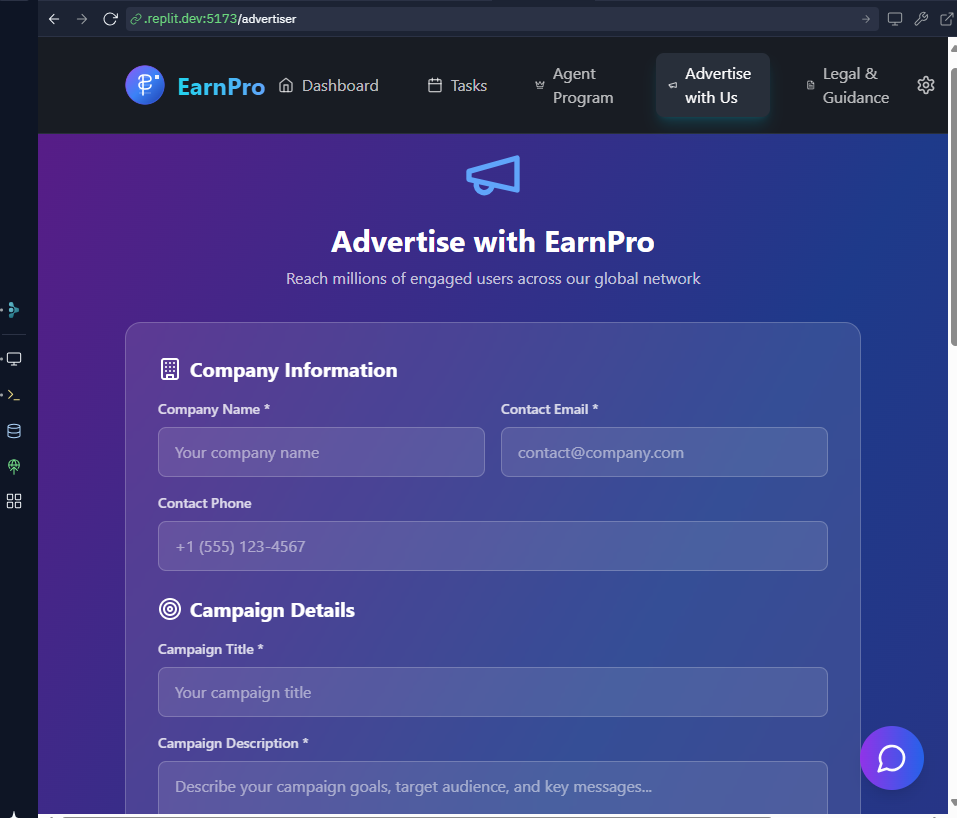 .replit.dev:5173/advertiser
EarnPro
Dashboard
Tasks
Agent
Program
Advertise
with Us
Legal &
Guidance
Advertise with EarnPro
Reach millions of engaged users across our global network
Company Information
Company Name *
Contact Email *
Your company name
contact@company.com
Contact Phone
+1 (555) 123-4567
Campaign Details
Campaign Title *
Your campaign title
Campaign Description *
Describe your campaign goals, target audience, and key messages...